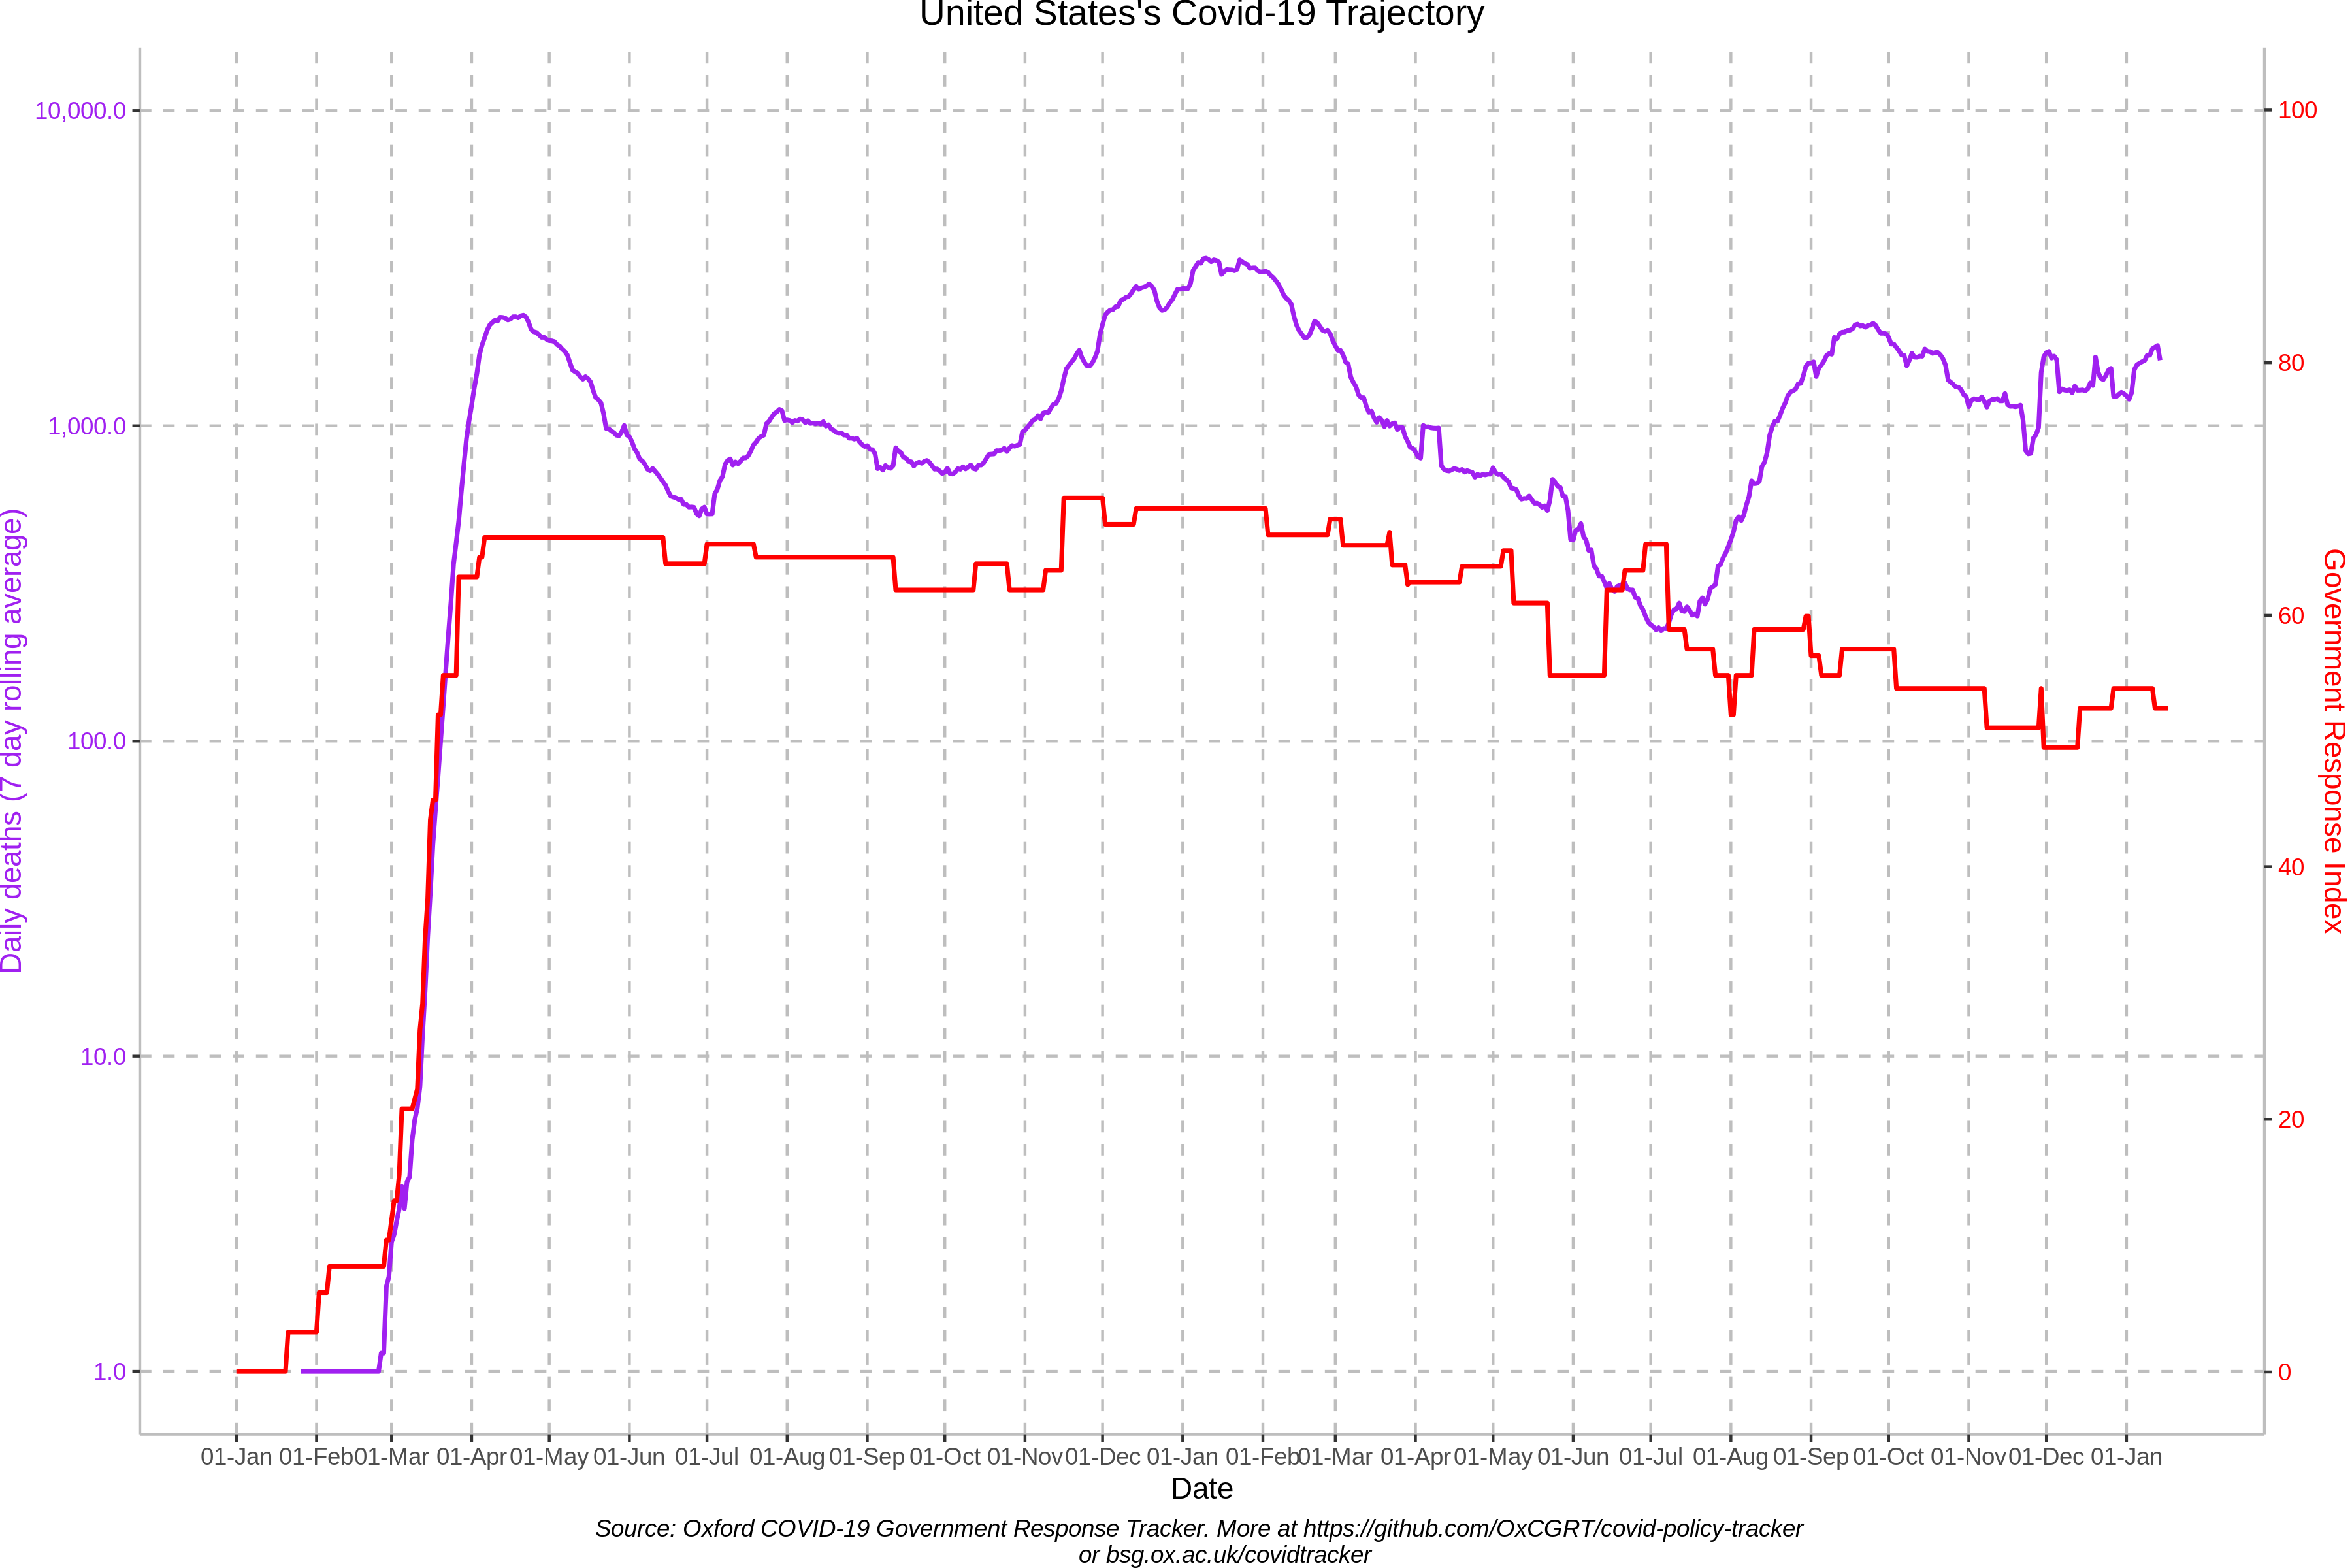 United States's Covid-19 Trajectory
10,000.0
1,000.0
100.0
10.0
1.0
Daily deaths (7 day rolling average)
100
80
60
40
20
0
Government Response Index
01-Jan 01-Feb 01-Mar 01-Apr 01-May 01-Jun 01-Jul 01-Aug 01-Sep 01-Oct 01-Nov 01-Dec 01-Jan 01-Feb 01-Mar 01-Apr 01-May 01-Jun 01-Jul 01-Aug 01-Sep 01-Oct 01-Nov 01-Dec 01-Jan
Date
Source: Oxford COVID-19 Government Response Tracker. More at https://github.com/OxCGRT/covid-policy-tracker
or bsg.ox.ac.uk/covidtracker